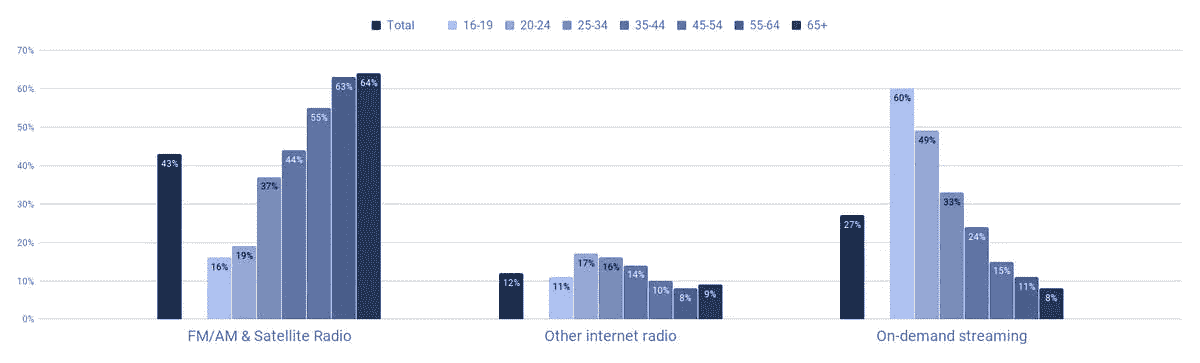 Total 16-19 20-24 25-34 35-44 45-54 55-64 65+
70%
60%
50%
40%
30%
20%
10%
0%
43% 16% 19% 37% 44% 55% 63% 64%
12% 11% 17% 16% 14% 10% 8% 9%
27% 60% 49% 33% 24% 15% 11% 8%
FM/AM & Satellite Radio Other internet radio On-demand streaming